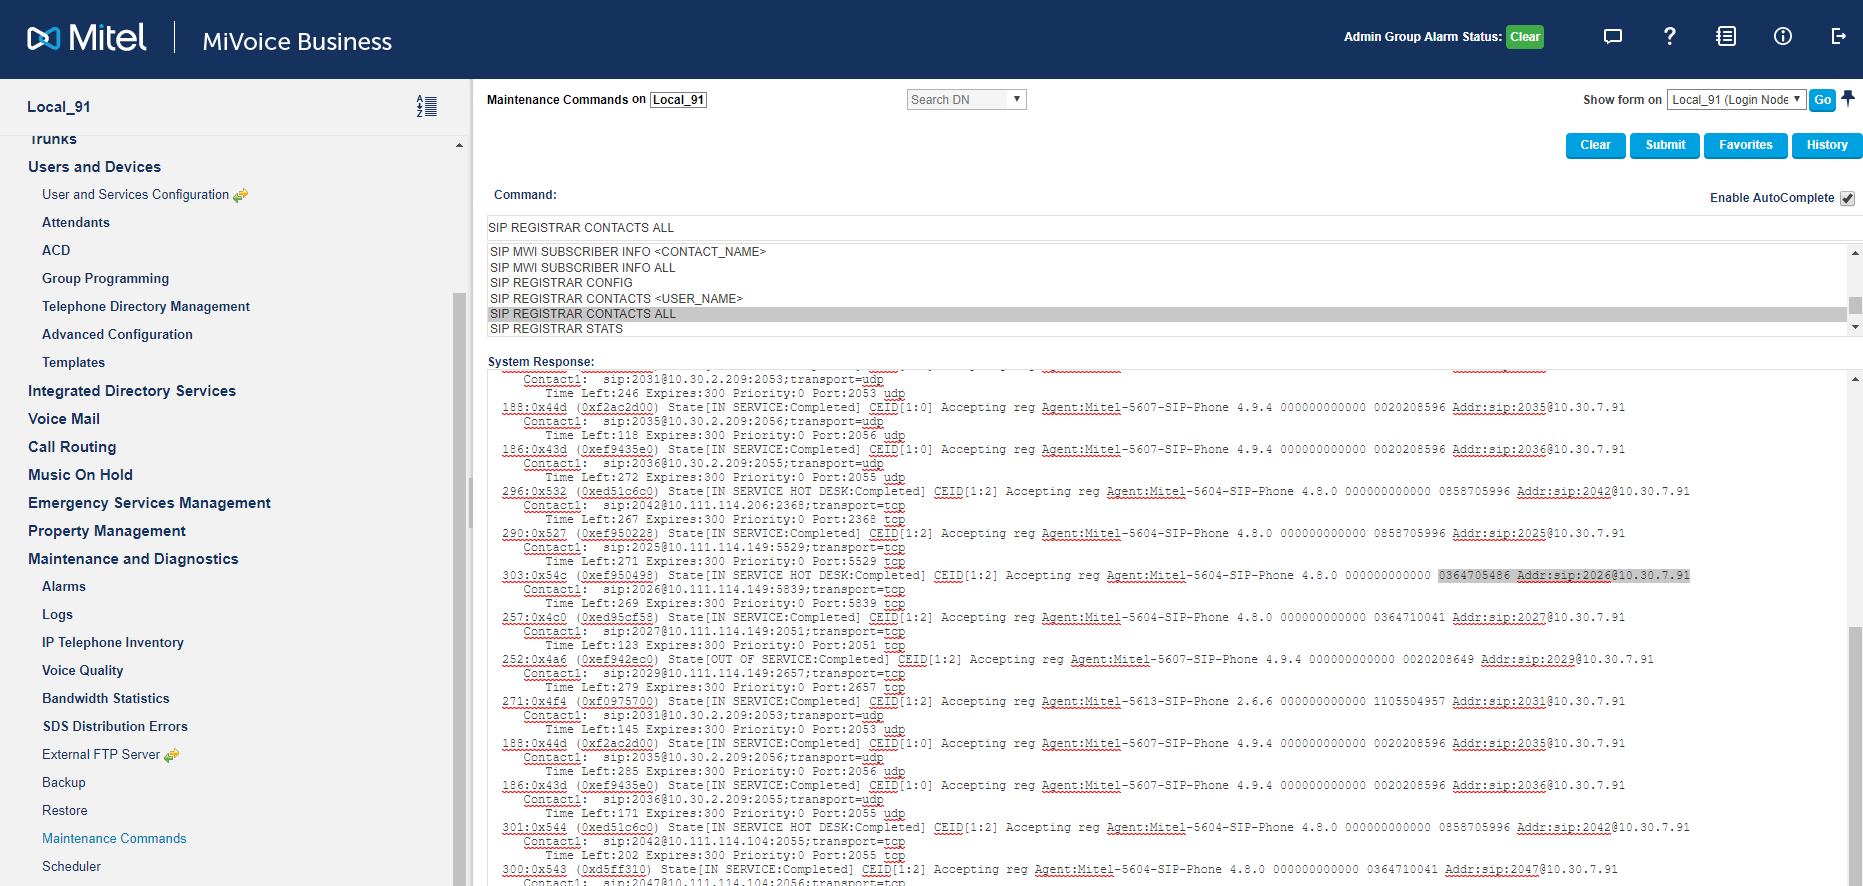 Mitel
MiVoice Business
Admin Group Alarm Status: Clear
Local_91
Trunks
Users and Devices
User and Services Configuration
Attendants
ACD
Group Programming
Telephone Directory Management
Advanced Configuration
Templates
Integrated Directory Services
Voice Mail
Call Routing
Music On Hold
Emergency Services Management
Property Management
Maintenance and Diagnostics
Alarms
Logs
IP Telephone Inventory
Voice Quality
Bandwidth Statistics
SDS Distribution Errors
External FTP Server
Backup
Restore
Maintenance Commands
Scheduler
Maintenance Commands on Local_91
Search DN
Show form on Local_91 (Login Node Go
Clear Submit Favorites History
Command:
Enable AutoComplete
SIP REGISTRAR CONTACTS ALL
SIP MWI SUBSCRIBER INFO <CONTACT_NAME>
SIP MWI SUBSCRIBER INFO ALL
SIP REGISTRAR CONFIG
SIP REGISTRAR CONTACTS <USER_NAME>
SIP REGISTRAR CONTACTS ALL
SIP REGISTRAR STATS
System Response:
Contact1: sip:2031@10.30.2.209:2053;transport=udp
Time Left:246 Expires:300 Priority:0 Port:2053 udp
188:0x44d (0xf2ac2d00) State[IN SERVICE:Completed] CEID[1:0] Accepting reg Agent:Mitel-5607-SIP-Phone 4.9.4 000000000000 0020208596 Addr:sip:2035@10.30.7.91
Contact1: sip:2035@10.30.2.209:2056;transport=udp
Time Left:118 Expires:300 Priority:0 Port:2056 udp
186:0x43d (0xef9435e0) State[IN SERVICE:Completed] CEID[1:0] Accepting reg Agent:Mitel-5607-SIP-Phone 4.9.4 000000000000 0020208596 Addr:sip:2036@10.30.7.91
Contact1: sip:2036@10.30.2.209:2055;transport=udp
Time Left:272 Expires:300 Priority:0 Port:2055 udp
296:0x532 (0xed51c6c0) State[IN SERVICE HOT DESK:Completed] CEID[1:2] Accepting reg Agent:Mitel-5604-SIP-Phone 4.8.0 000000000000 0858705996 Addr:sip:2042@10.30.7.91
Contact1: sip:2042@10.111.114.206:2368;transport=tcp
Time Left:267 Expires:300 Priority:0 Port:2368 tcp
290:0x527 (0xef950228) State[IN SERVICE:Completed] CEID[1:2] Accepting reg Agent:Mitel-5604-SIP-Phone 4.8.0 000000000000 0858705996 Addr:sip:2025@10.30.7.91
Contact1: sip:2025@10.111.114.149:5529;transport=tcp
Time Left:271 Expires:300 Priority:0 Port:5529 tcp
303:0x54c (0xef950498) State[IN SERVICE HOT DESK:Completed] CEID[1:2] Accepting reg Agent:Mitel-5604-SIP-Phone 4.8.0 000000000000 0364705486 Addr:sip:2026@10.30.7.91
Contact1: sip:2026@10.111.114.149:5839;transport=tcp
Time Left:269 Expires:300 Priority:0 Port:5839 tcp
257:0x4c0 (0xed95cf58) State[IN SERVICE:Completed] CEID[1:2] Accepting reg Agent:Mitel-5604-SIP-Phone 4.8.0 000000000000 0364710041 Addr:sip:2027@10.30.7.91
Contact1: sip:2027@10.111.114.149:2051;transport=tcp
Time Left:123 Expires:300 Priority:0 Port:2051 tcp
252:0x4a6 (0xef942ec0) State[OUT OF SERVICE:Completed] CEID[1:2] Accepting reg Agent:Mitel-5607-SIP-Phone 4.9.4 000000000000 0020208649 Addr:sip:2029@10.30.7.91
Contact1: sip:2029@10.111.114.149:2657;transport=tcp
Time Left:279 Expires:300 Priority:0 Port:2657 tcp
271:0x4f4 (0xf0975700) State[IN SERVICE:Completed] CEID[1:2] Accepting reg Agent:Mitel-5613-SIP-Phone 2.6.6 000000000000 1105504957 Addr:sip:2031@10.30.7.91
Contact1: sip:2031@10.30.2.209:2053;transport=udp
Time Left:145 Expires:300 Priority:0 Port:2053 udp
188:0x44d (0xf2ac2d00) State[IN SERVICE:Completed] CEID[1:0] Accepting reg Agent:Mitel-5607-SIP-Phone 4.9.4 000000000000 0020208596 Addr:sip:2035@10.30.7.91
Contact1: sip:2035@10.30.2.209:2056;transport=udp
Time Left:285 Expires:300 Priority:0 Port:2056 udp
186:0x43d (0xef9435e0) State[IN SERVICE:Completed] CEID[1:0] Accepting reg Agent:Mitel-5607-SIP-Phone 4.9.4 000000000000 0020208596 Addr:sip:2036@10.30.7.91
Contact1: sip:2036@10.30.2.209:2055;transport=udp
Time Left:171 Expires:300 Priority:0 Port:2055 udp
301:0x544 (0xed51c6c0) State[IN SERVICE HOT DESK:Completed] CEID[1:2] Accepting reg Agent:Mitel-5604-SIP-Phone 4.8.0 000000000000 0858705996 Addr:sip:2042@10.30.7.91
Contact1: sip:2042@10.111.114.104:2055;transport=tcp
Time Left:202 Expires:300 Priority:0 Port:2055 tcp
300:0x543 (0xd5ff310) State[IN SERVICE:Completed] CEID[1:2] Accepting reg Agent:Mitel-5604-SIP-Phone 4.8.0 000000000000 0364710041 Addr:sip:2047@10.30.7.91
Contact1: sip:2047@10.111.114.104:2056;transport=tcp